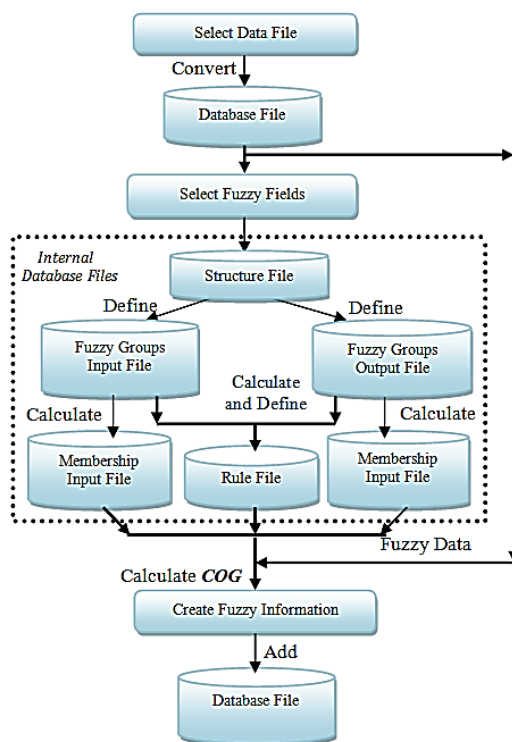 Select Data File
Convert
Database File
Select Fuzzy Fields
Internal
Database Files
Structure File
Define
Define
Fuzzy Groups
Input File
Fuzzy Groups
Output File
Calculate
and Define
Calculate
Calculate
Membership
Input File
Rule File
Membership
Input File
Fuzzy Data
Calculate COG
Create Fuzzy Information
Add
Database File